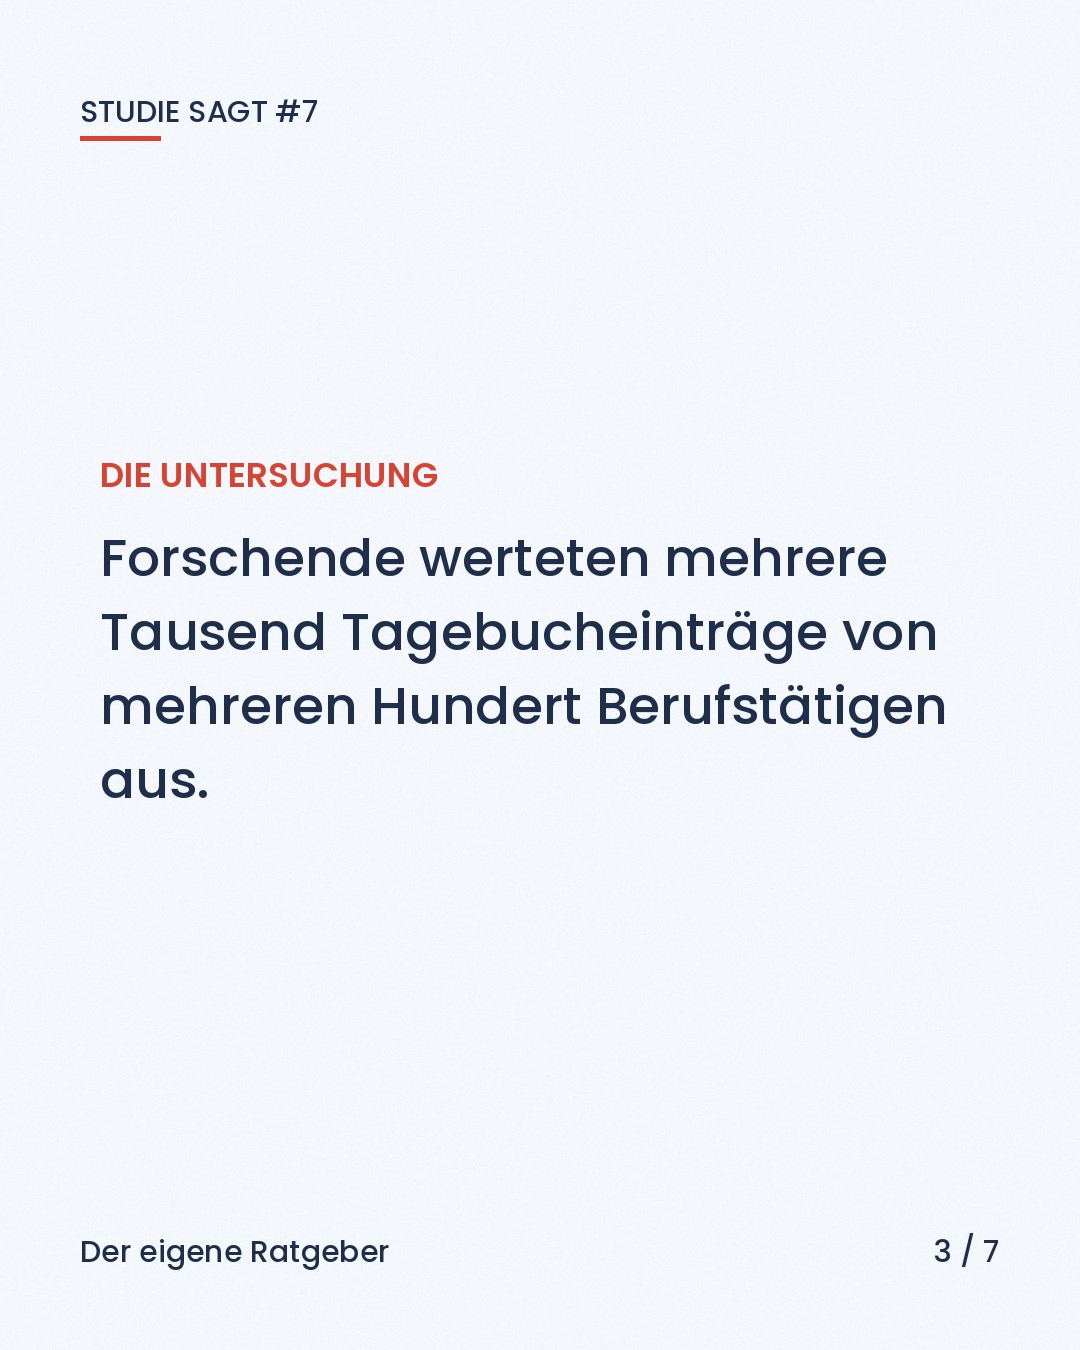 STUDIE SAGT #7
DIE UNTERSUCHUNG
Forschende werteten mehrere
Tausend Tagebucheinträge von
mehreren Hundert Berufstätigen
aus.
Der eigene Ratgeber
3 / 7